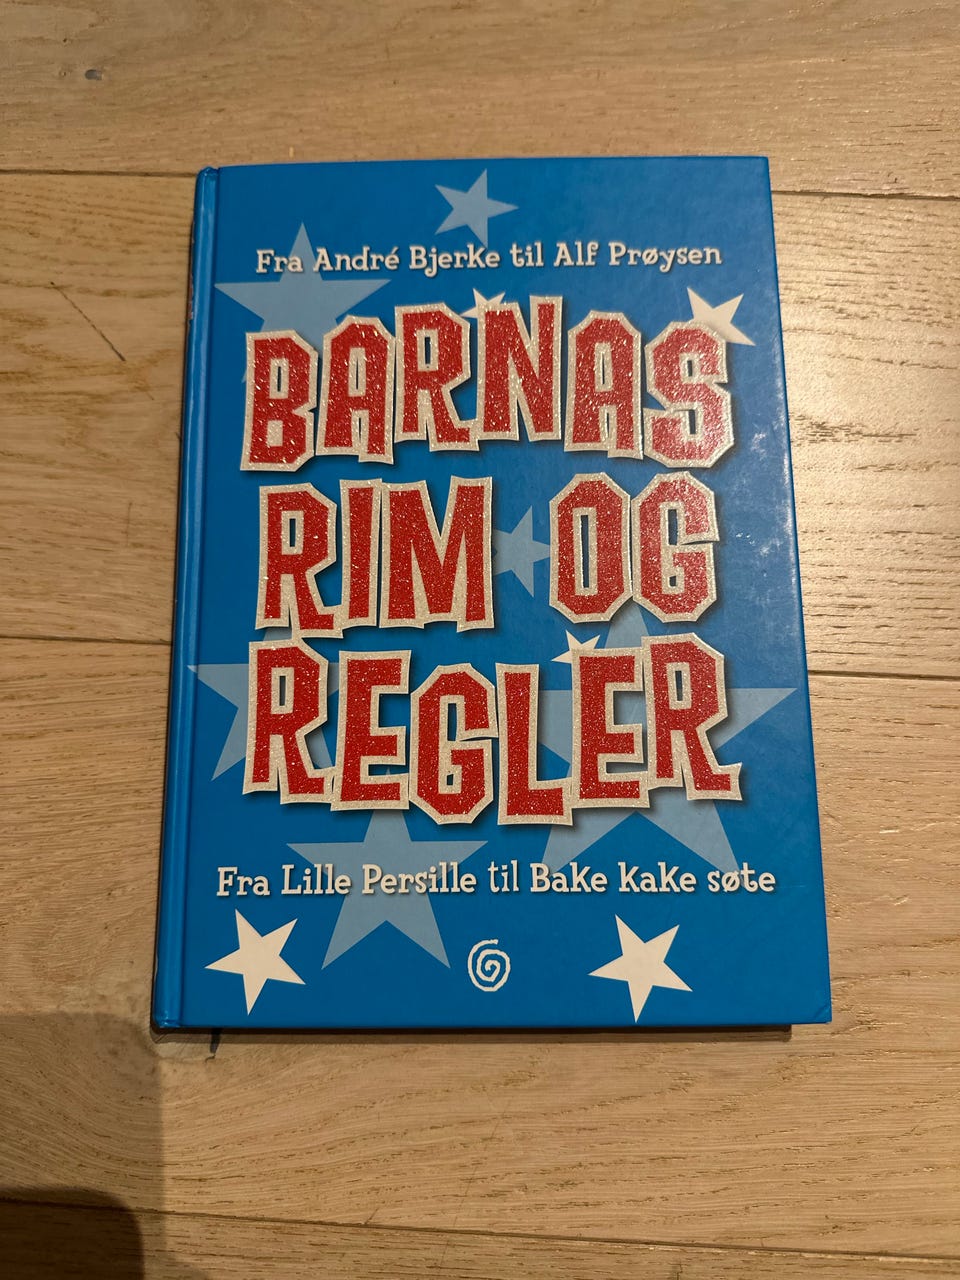 Fra André Bjerke til Alf Prøysen
BARNAS
RIM OG
REGLER
Fra Lille Persille til Bake kake søte